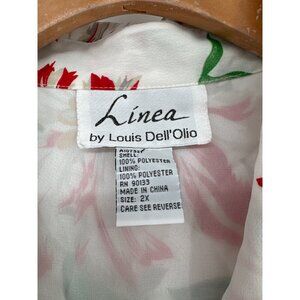 Linea
by Louis Dell'Olio
SHELL:
100% POLYESTER
LINING:
100% POLYESTER
RN 90133
MADE IN CHINA
SIZE: 2X
CARE SEE REVERSE